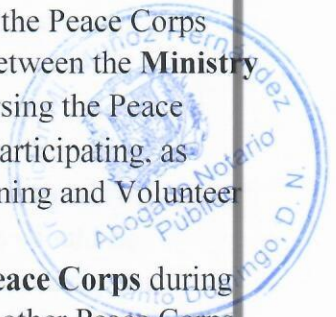 the Peace Corps
etween the Ministry
rsing the Peace
articipating, as
ning and Volunteer
eace Corps during
other Peace Corps
Abogado Notario
Público
Santo Domingo, D. N.